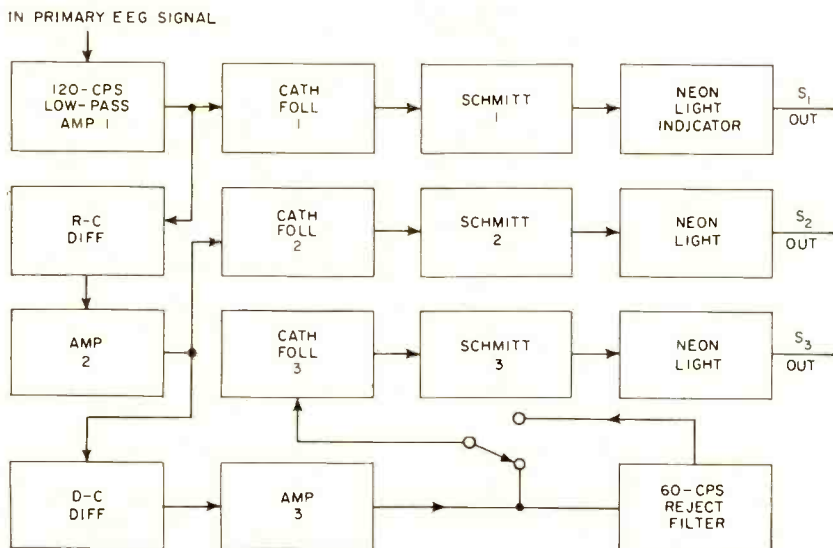 IN PRIMARY EEG SIGNAL
120-CPS
LOW-PASS
AMP 1
CATH
FOLL
1
SCHMITT
1
NEON
LIGHT
INDICATOR
S1
OUT
R-C
DIFF
CATH
FOLL
2
SCHMITT
2
NEON
LIGHT
S2
OUT
AMP
2
CATH
FOLL
3
SCHMITT
3
NEON
LIGHT
S3
OUT
D-C
DIFF
AMP
3
60-CPS
REJECT
FILTER